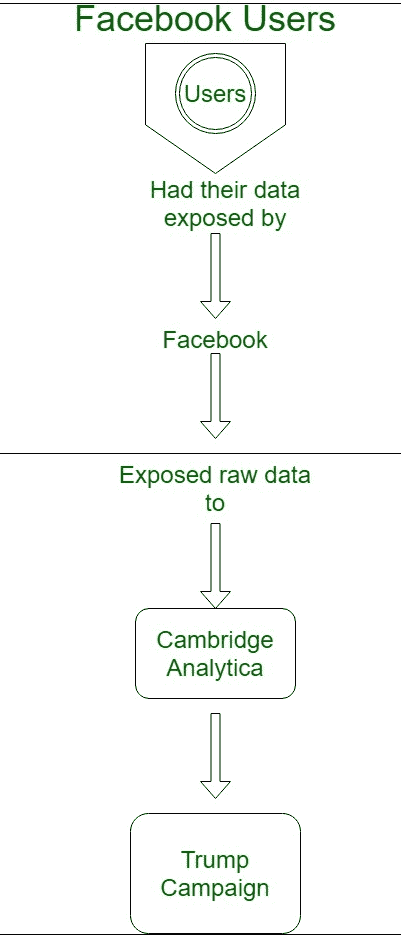 Facebook Users
Users
Had their data
exposed by
Facebook
Exposed raw data
to
Cambridge
Analytica
Trump
Campaign